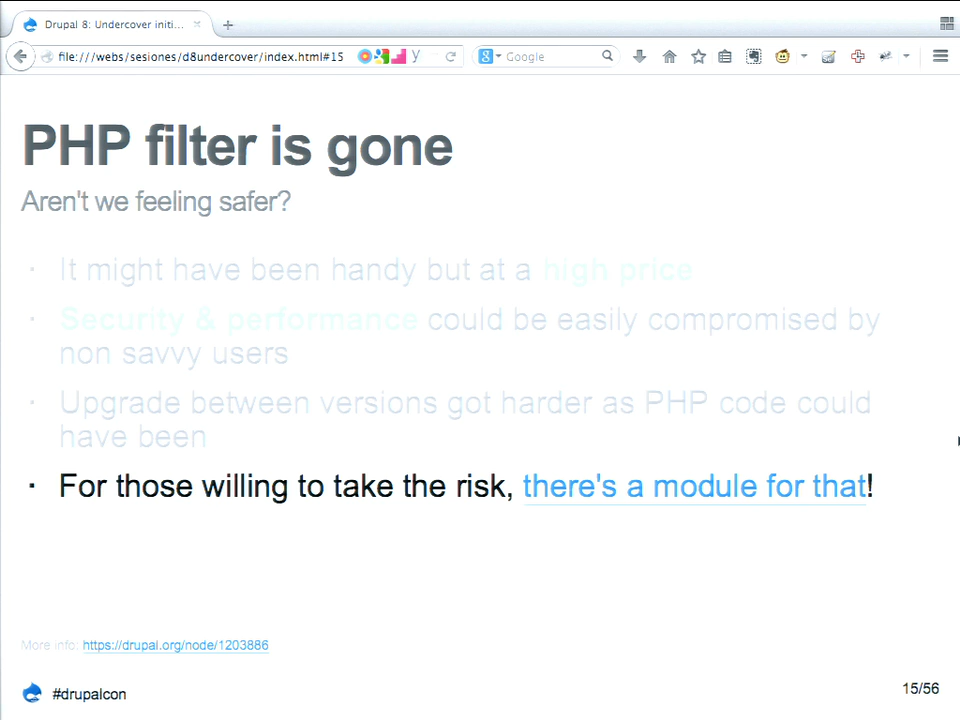 Drupal 8: Undercover initi...
file:///webs/sesiones/d8undercover/index.html#15
Google
PHP filter is gone
Aren't we feeling safer?
· It might have been handy but at a high price
· Security & performance could be easily compromised by
non savvy users
· Upgrade between versions got harder as PHP code could
have been
· For those willing to take the risk, there's a module for that!
More info: https://drupal.org/node/1203886
#drupalcon
15/56